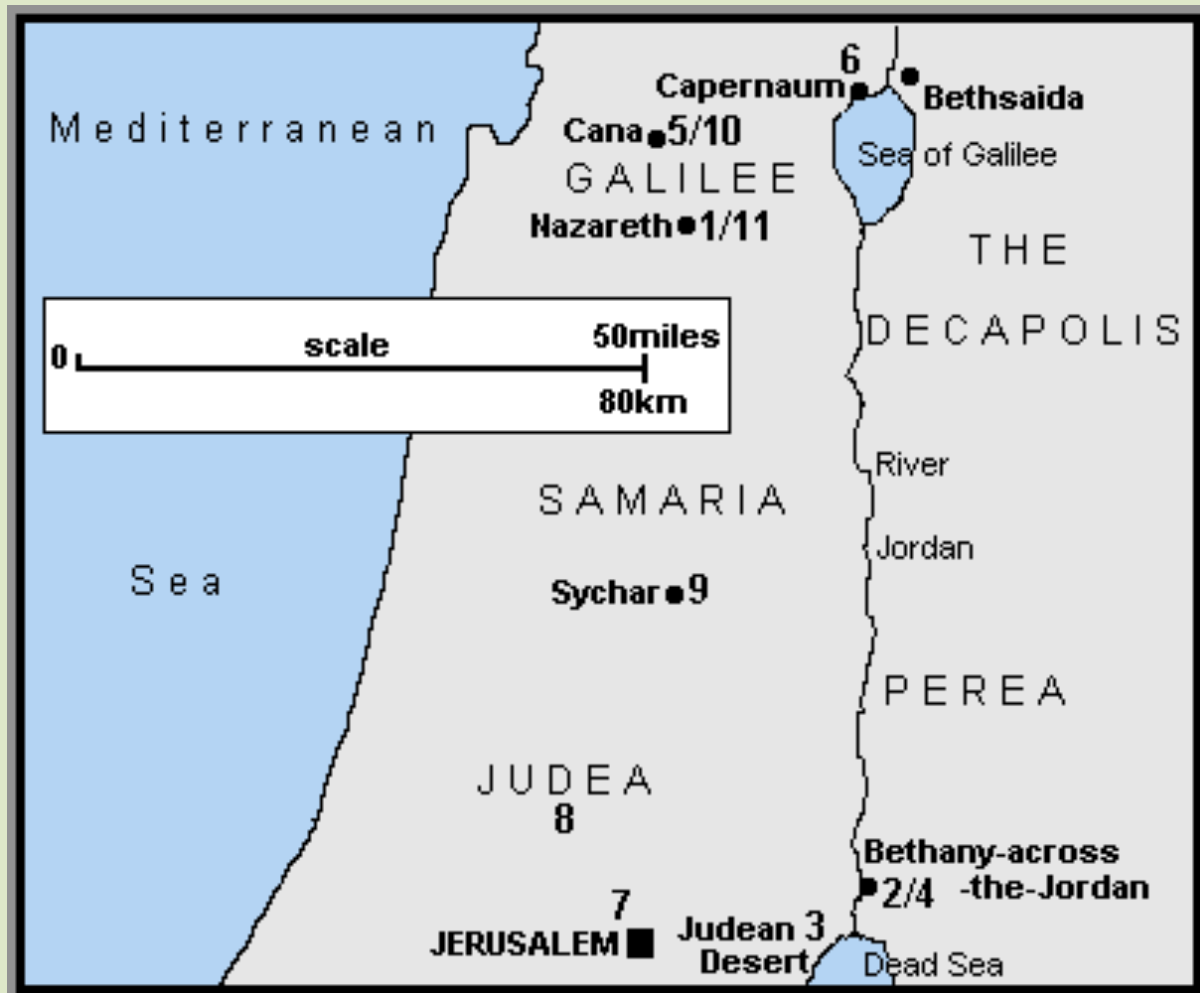 6
Capernaum
Bethsaida
Mediterranean
Cana 5/10
Sea of Galilee
GALILEE
Nazareth 1/11
THE
DECAPOLIS
0 scale 50miles
80km
River
SAMARIA
Jordan
Sea
Sychar 9
PEREA
JUDEA
8
Bethany-across
2/4 -the-Jordan
7
JERUSALEM
Judean 3
Desert
Dead Sea